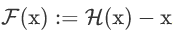 ℱ(x) := ℋ(x) − x